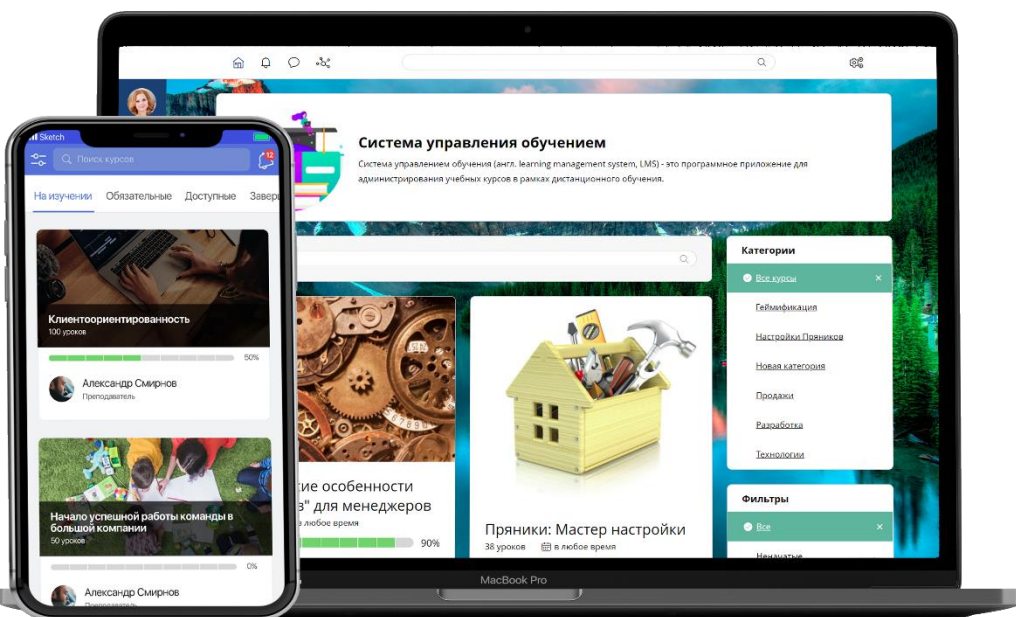 Система управления обучением
Система управлением обучения (англ. learning management system, LMS) - это программное приложение для
администрирования учебных курсов в рамках дистанционного обучения.
Sketch
Поиск курсов
12
На изучении Обязательные Доступные
Клиентоориентированность
100 уроков
50%
Александр Смирнов
Преподаватель
Начало успешной работы команды в
большой компании
50 уроков
0%
Александр Смирнов
Преподаватель
особенности
для менеджеров
любое время
90%
Пряники: Мастер настройки
38 уроков в любое время
Категории
Все курсы
Геймификация
Настройки Пряников
Новая категория
Продажи
Разработка
Технологии
Фильтры
Все
Неначатые
MacBook Pro